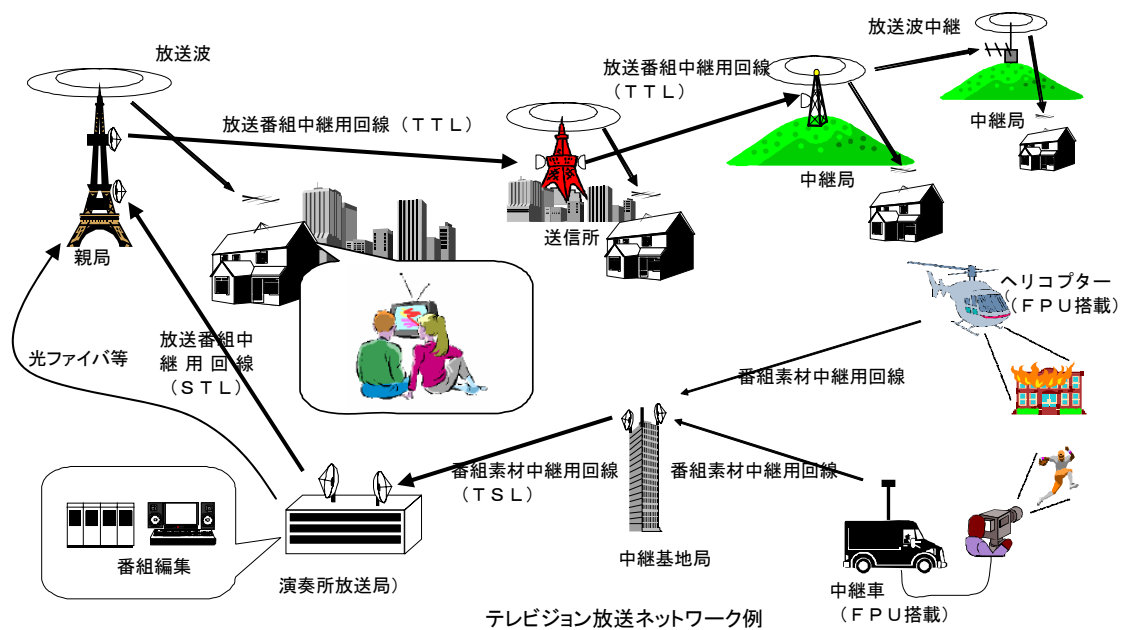 放送波
放送番組中継用回線（ＴＴＬ）
放送番組中継用回線
（ＴＴＬ）
放送波中継
中継局
中継局
送信所
親局
ヘリコプター
（ＦＰＵ搭載）
光ファイバ等
放送番組中
継用回線
（ＳＴＬ）
番組素材中継用回線
番組素材中継用回線
（ＴＳＬ）
番組素材中継用回線
番組編集
演奏所放送局）
中継基地局
中継車
（ＦＰＵ搭載）
テレビジョン放送ネットワーク例